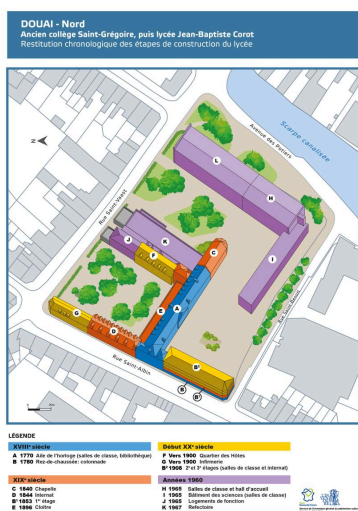 DOUAI - Nord
Ancien collège Saint-Grégoire, puis lycée Jean-Baptiste Corot
Restitution chronologique des étapes de construction du lycée
Scarpe canalisée
Avenue des Potiers
N
L
H
Rue Saint-Vaast
K
J
F
C
I
E
A
G
D
Rue Saint-Albin
B²
B
B¹
LÉGENDE
XVIIIᵉ siècle
A 1770 Aile de l'horloge (salles de classe, bibliothèque)
B 1780 Rez-de-chaussée: colonnade
XIXᵉ siècle
C 1840 Chapelle
D 1844 Internat
B¹ 1853 1ᵉʳ étage
E 1896 Cloître
Début XXᵉ siècle
F Vers 1900 Quartier des Hôtes
G Vers 1900 Infirmerie
B² 1908 2ᵉ et 3ᵉ étages (salles de classe et internat)
Années 1960
H 1965 Salles de classe et hall d'accueil
I 1965 Bâtiment des sciences (salles de classe)
J 1965 Logements de fonction
K 1967 Réfectoire